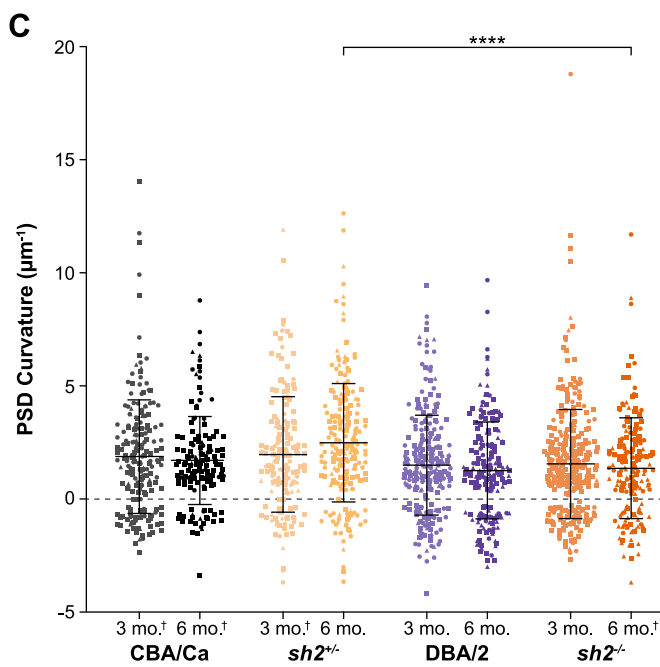 C
****
20
15
10
5
0
-5
PSD Curvature (µm⁻¹)
3 mo.† 6 mo.† 3 mo.† 6 mo. 3 mo. 6 mo. 3 mo. 6 mo.†
CBA/Ca sh2⁺/⁻ DBA/2 sh2⁻/⁻